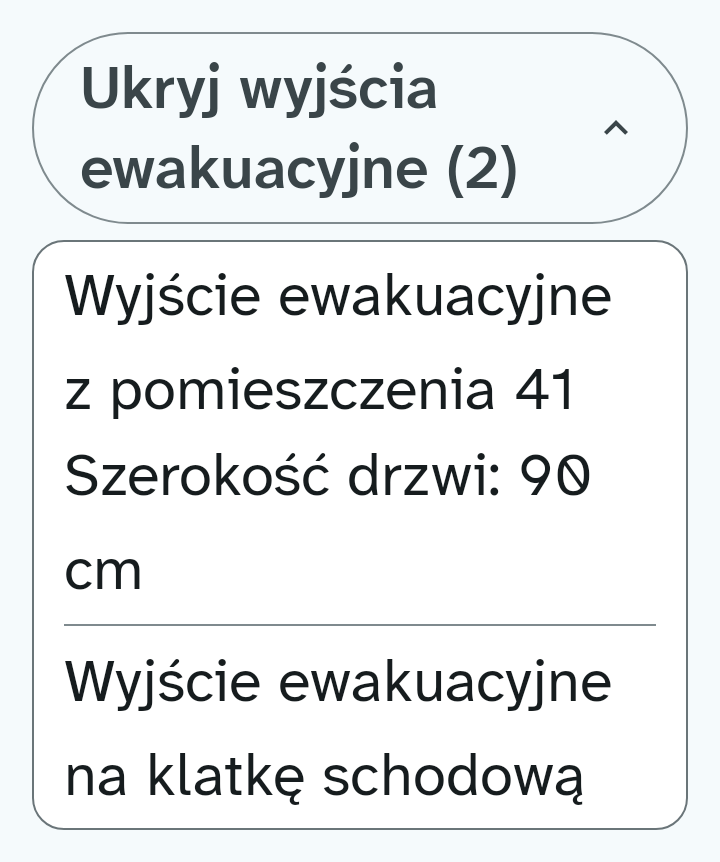 Ukryj wyjścia
ewakuacyjne (2)
Wyjście ewakuacyjne
z pomieszczenia 41
Szerokość drzwi: 90
cm
Wyjście ewakuacyjne
na klatkę schodową